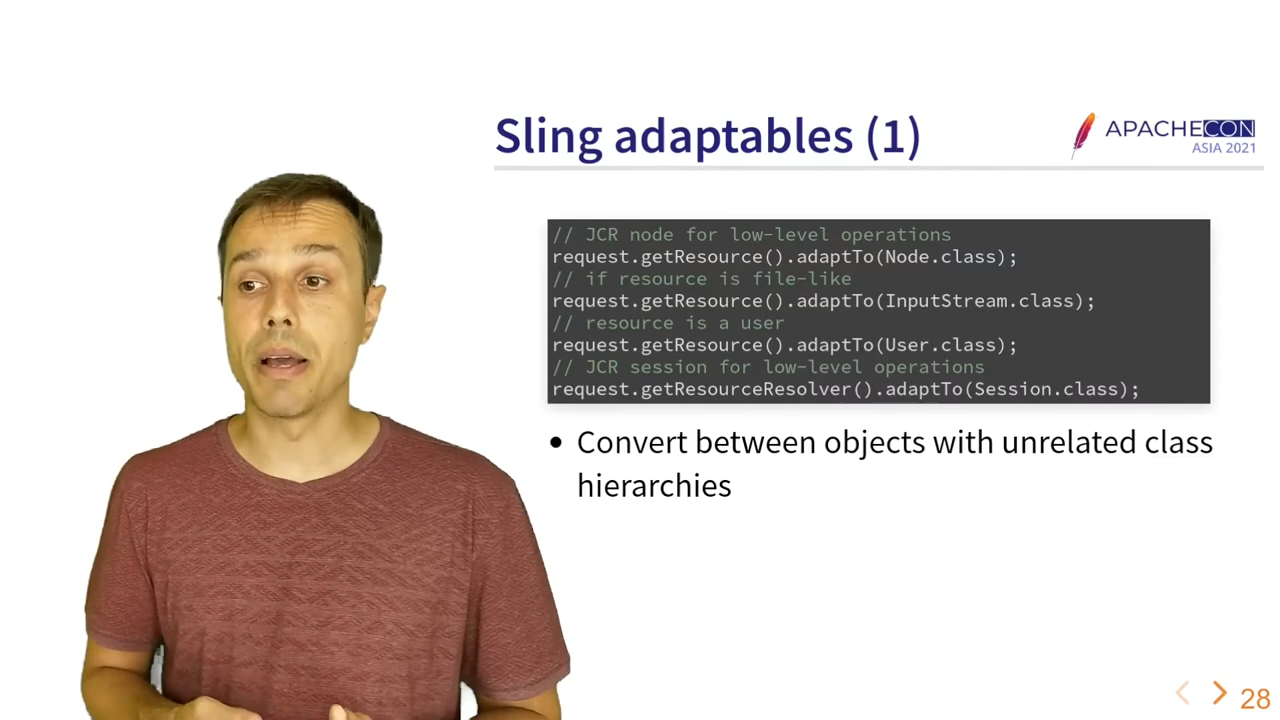 Sling adaptables (1)
APACHECON
ASIA 2021
// JCR node for low-level operations
request.getResource().adaptTo(Node.class);
// if resource is file-like
request.getResource().adaptTo(InputStream.class);
// resource is a user
request.getResource().adaptTo(User.class);
// JCR session for low-level operations
request.getResourceResolver().adaptTo(Session.class);
• Convert between objects with unrelated class
hierarchies
28